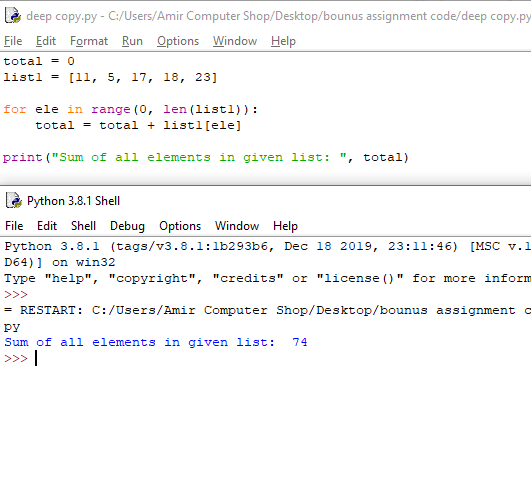 deep copy.py - C:/Users/Amir Computer Shop/Desktop/bounus assignment code/deep copy.py
File Edit Format Run Options Window Help
total = 0
list1 = [11, 5, 17, 18, 23]
for ele in range(0, len(list1)):
    total = total + list1[ele]
print("Sum of all elements in given list: ", total)
Python 3.8.1 Shell
File Edit Shell Debug Options Window Help
Python 3.8.1 (tags/v3.8.1:1b293b6, Dec 18 2019, 23:11:46) [MSC v.1
D64)] on win32
Type "help", "copyright", "credits" or "license()" for more inform
>>>
= RESTART: C:/Users/Amir Computer Shop/Desktop/bounus assignment c
py
Sum of all elements in given list:  74
>>>